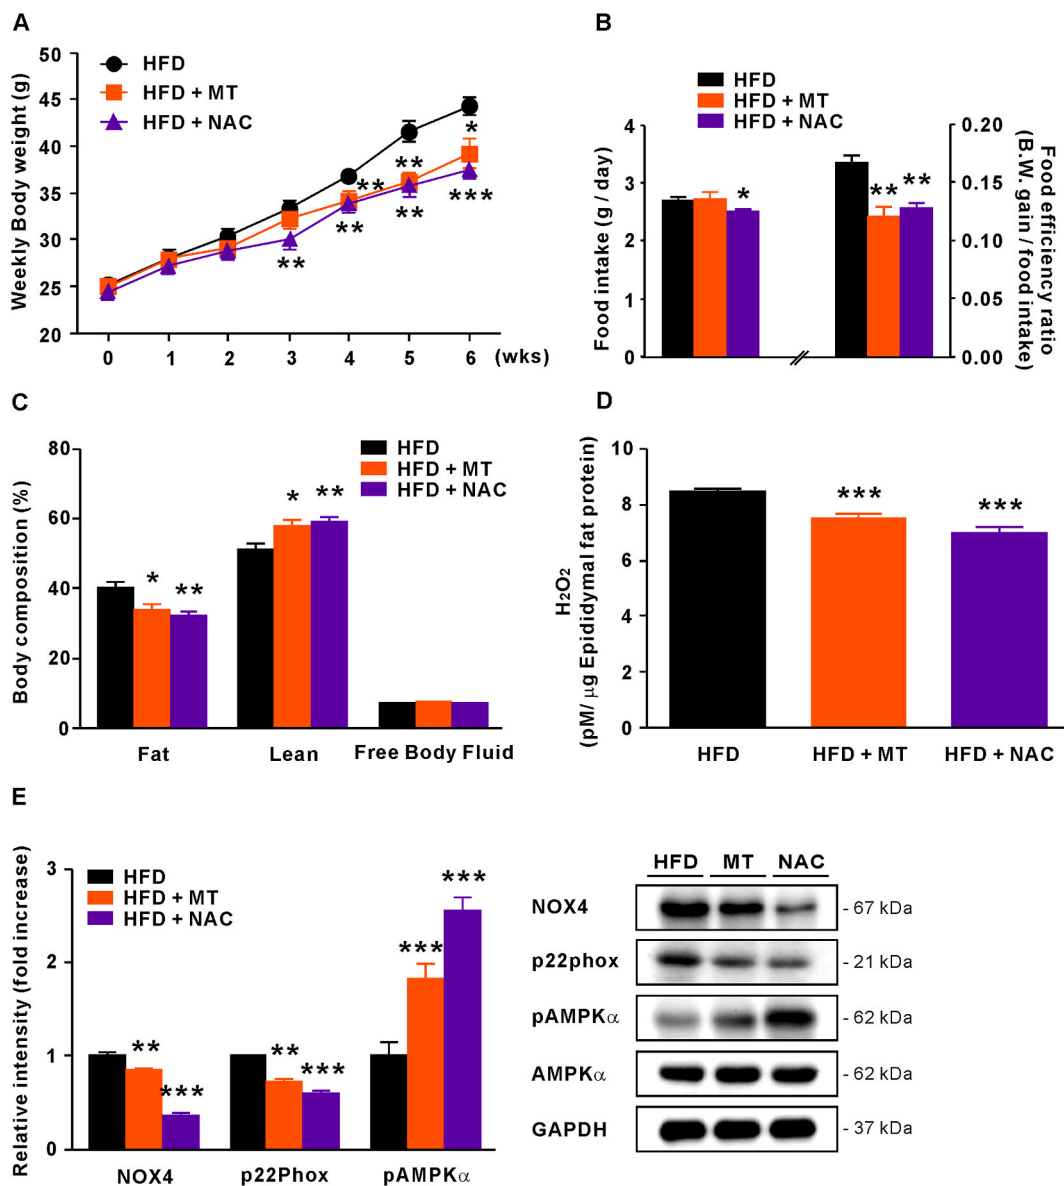 A
HFD
HFD + MT
HFD + NAC
Weekly Body weight (g)
50
45
40
35
30
25
20
0 1 2 3 4 5 6 (wks)
**
**
**
**
**
*
***
B
HFD
HFD + MT
HFD + NAC
Food intake (g / day)
4
3
2
1
0
*
**
**
0.20
0.15
0.10
0.05
0.00
Food efficiency ratio
(B.W. gain / food intake)
C
HFD
HFD + MT
HFD + NAC
Body composition (%)
80
60
40
20
0
*
**
*
**
Fat Lean Free Body Fluid
D
H₂O₂
(pM/ μg Epididymal fat protein)
10
8
6
4
2
0
***
***
HFD HFD + MT HFD + NAC
E
HFD
HFD + MT
HFD + NAC
Relative intensity (fold increase)
3
2
1
0
**
***
**
***
***
***
NOX4 p22Phox pAMPKα
HFD MT NAC
NOX4 - 67 kDa
p22phox - 21 kDa
pAMPKα - 62 kDa
AMPKα - 62 kDa
GAPDH - 37 kDa